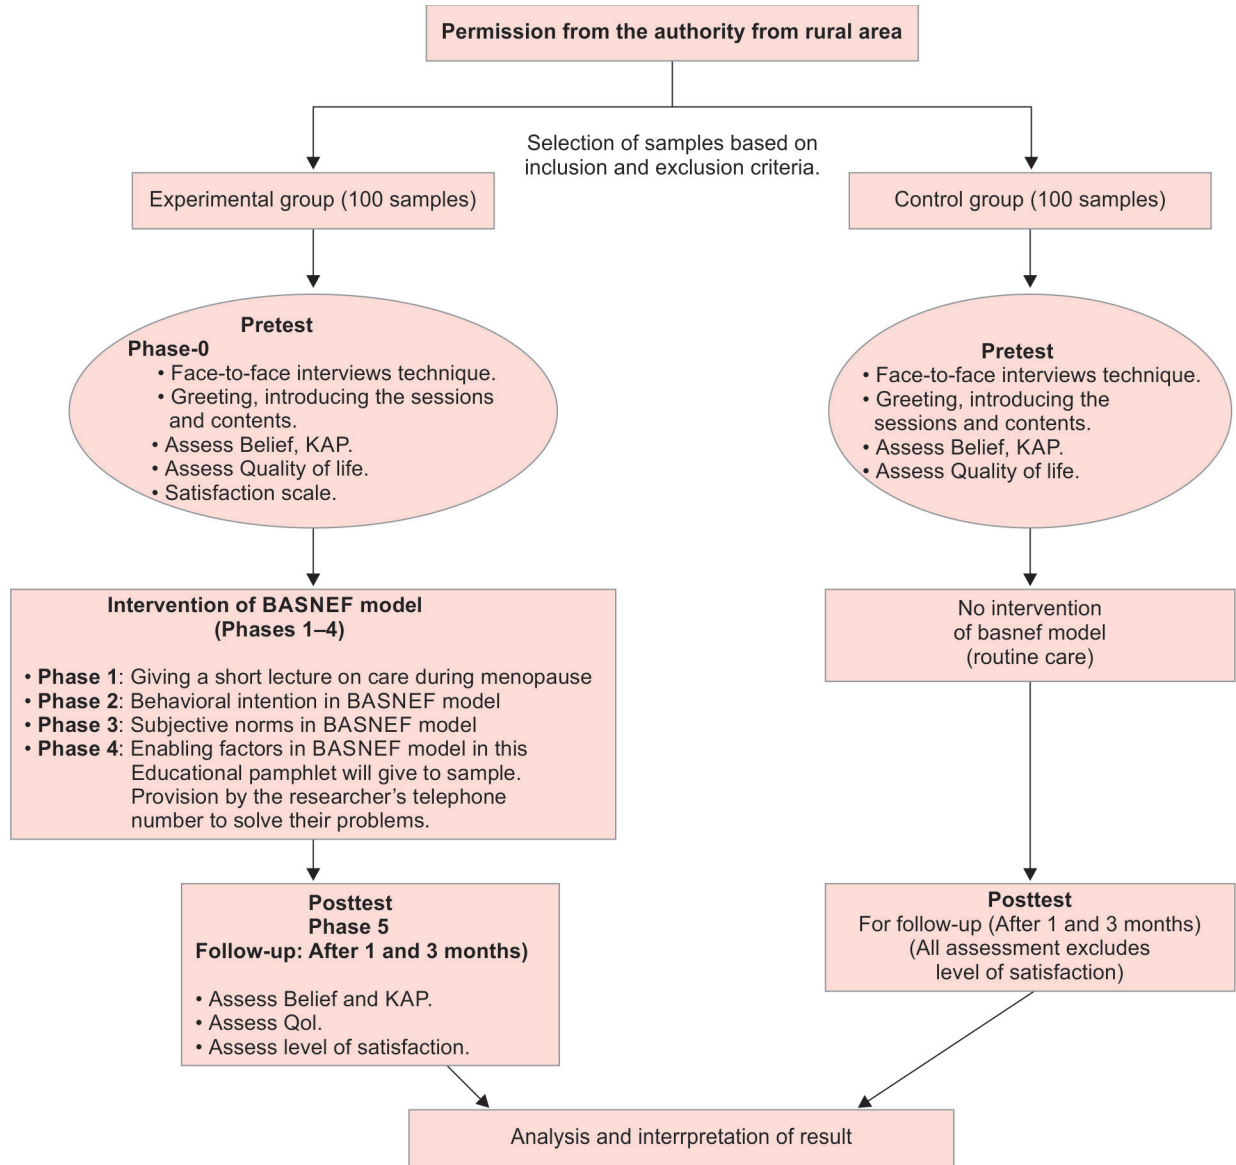 Permission from the authority from rural area
Selection of samples based on
inclusion and exclusion criteria.
Experimental group (100 samples)
Control group (100 samples)
Pretest
Phase-0
• Face-to-face interviews technique.
• Greeting, introducing the sessions
and contents.
• Assess Belief, KAP.
• Assess Quality of life.
• Satisfaction scale.
Pretest
• Face-to-face interviews technique.
• Greeting, introducing the
sessions and contents.
• Assess Belief, KAP.
• Assess Quality of life.
Intervention of BASNEF model
(Phases 1–4)
• Phase 1: Giving a short lecture on care during menopause
• Phase 2: Behavioral intention in BASNEF model
• Phase 3: Subjective norms in BASNEF model
• Phase 4: Enabling factors in BASNEF model in this
Educational pamphlet will give to sample.
Provision by the researcher's telephone
number to solve their problems.
No intervention
of basnef model
(routine care)
Posttest
Phase 5
Follow-up: After 1 and 3 months)
• Assess Belief and KAP.
• Assess Qol.
• Assess level of satisfaction.
Posttest
For follow-up (After 1 and 3 months)
(All assessment excludes
level of satisfaction)
Analysis and interrpretation of result